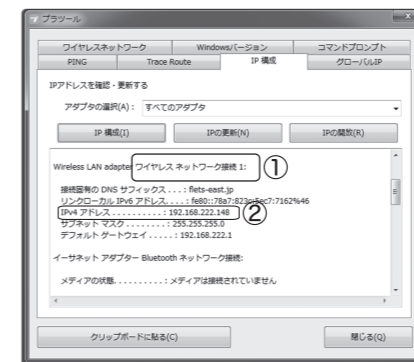 プラツール
ワイヤレスネットワーク Windowsバージョン コマンドプロンプト
PING Trace Route IP 構成 グローバルIP
IPアドレスを確認・更新する
アダプタの選択(A)： すべてのアダプタ
IP 構成(I) IPの更新(N) IPの開放(R)
Wireless LAN adapter ワイヤレス ネットワーク接続 1: ①
接続固有の DNS サフィックス . . . : flets-east.jp
リンクローカル IPv6 アドレス. . . . : fe80::78a7:823c:5ec7:7162%46
IPv4 アドレス . . . . . . . . . . : 192.168.222.148 ②
サブネット マスク . . . . . . . . : 255.255.255.0
デフォルト ゲートウェイ . . . . . : 192.168.222.1
イーサネット アダプター Bluetooth ネットワーク接続:
メディアの状態. . . . . . . . . . : メディアは接続されていません
クリップボードに貼る(C) 閉じる(Q)